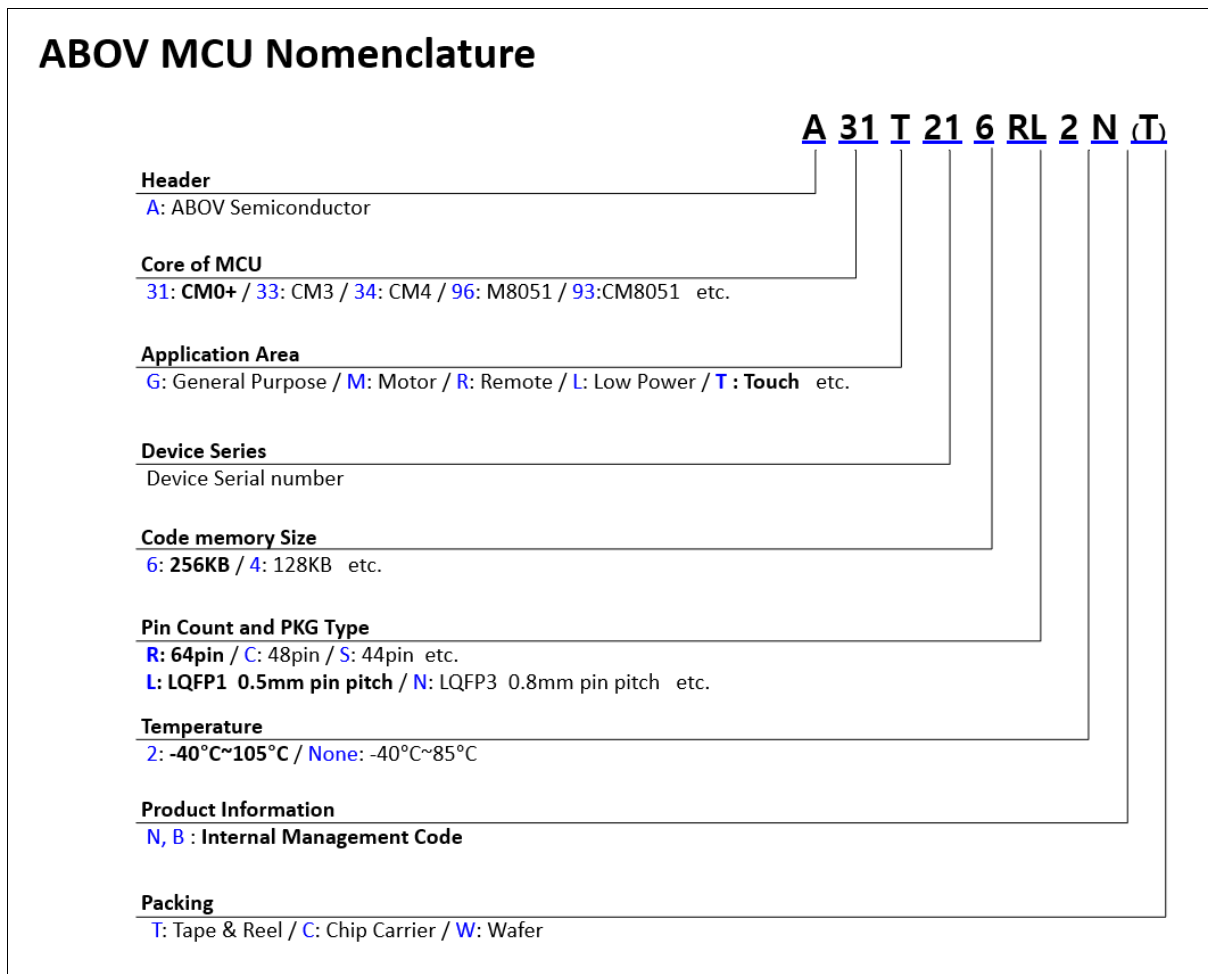 ABOV MCU Nomenclature
A 31 T 21 6 RL 2 N (T)
Header
A: ABOV Semiconductor
Core of MCU
31: CM0+ / 33: CM3 / 34: CM4 / 96: M8051 / 93:CM8051 etc.
Application Area
G: General Purpose / M: Motor / R: Remote / L: Low Power / T : Touch etc.
Device Series
Device Serial number
Code memory Size
6: 256KB / 4: 128KB etc.
Pin Count and PKG Type
R: 64pin / C: 48pin / S: 44pin etc.
L: LQFP1 0.5mm pin pitch / N: LQFP3 0.8mm pin pitch etc.
Temperature
2: -40°C~105°C / None: -40°C~85°C
Product Information
N, B : Internal Management Code
Packing
T: Tape & Reel / C: Chip Carrier / W: Wafer